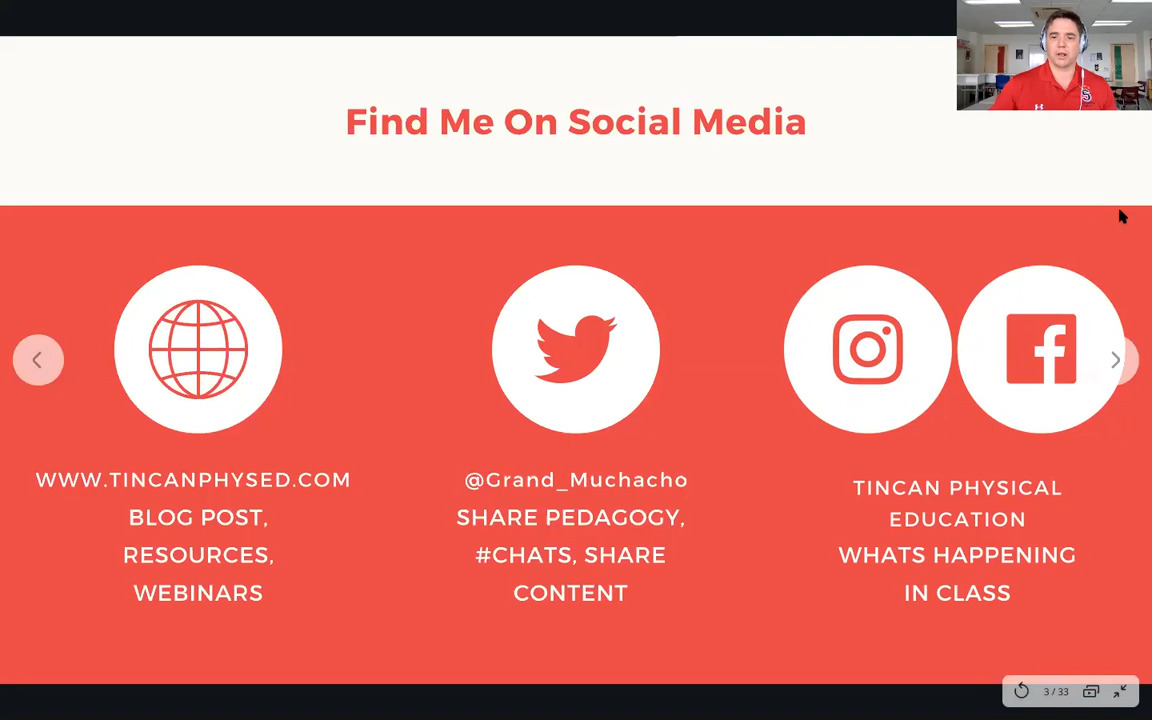 Find Me On Social Media
WWW.TINCANPHYSED.COM
BLOG POST,
RESOURCES,
WEBINARS
@Grand_Muchacho
SHARE PEDAGOGY,
#CHATS, SHARE
CONTENT
TINCAN PHYSICAL
EDUCATION
WHATS HAPPENING
IN CLASS
3 / 33